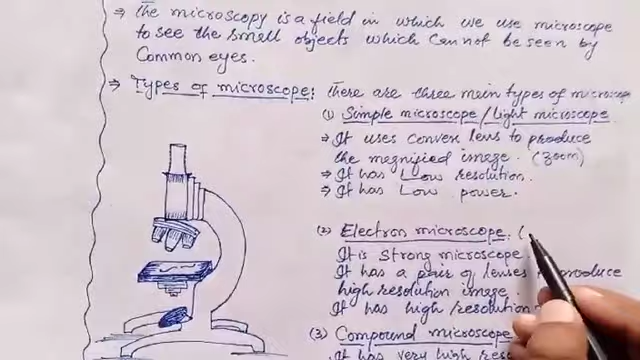 ⇒ The microscopy is a field in which we use microscope
to see the small objects which cannot be seen by
Common eyes.
⇒ Types of microscope: There are three main types of microscope
(1) Simple microscope/light microscope
⇒ It uses convex lens to produce
the magnified image. (Zoom)
⇒ It has Low resolution.
⇒ It has Low power.
(2) Electron microscope. (
It is strong microscope.
It has a pair of lenses to produce
high resolution image.
It has high resolution
(3) Compound microscope
It has very high